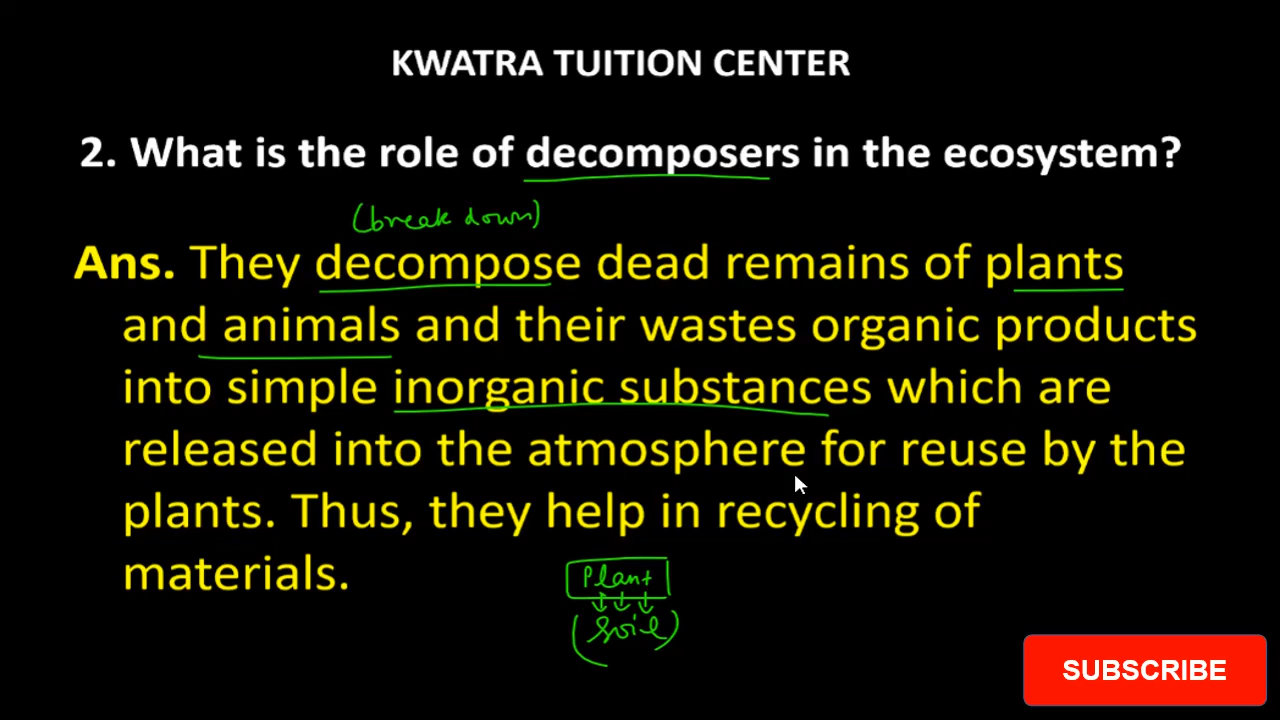 KWATRA TUITION CENTER
2. What is the role of decomposers in the ecosystem?
(break down)
Ans. They decompose dead remains of plants
and animals and their wastes organic products
into simple inorganic substances which are
released into the atmosphere for reuse by the
plants. Thus, they help in recycling of
materials.
Plant
(Soil)
SUBSCRIBE